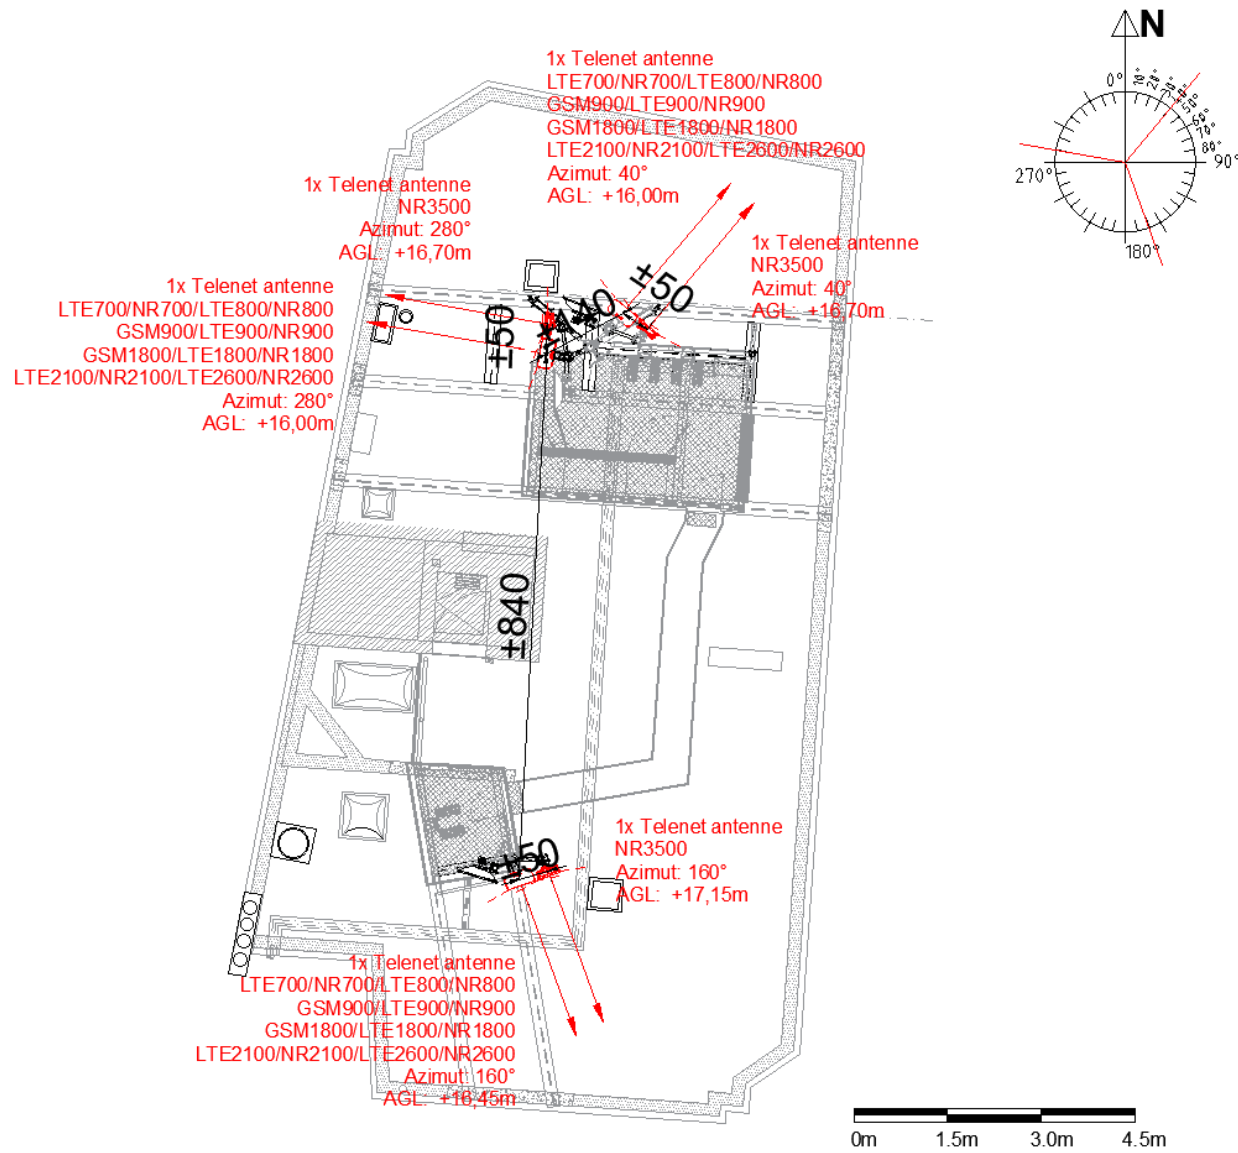 N
0°
10°
20°
30°
40°
50°
60°
70°
80°
90°
180°
270°
1x Telenet antenne
LTE700/NR700/LTE800/NR800
GSM900/LTE900/NR900
GSM1800/LTE1800/NR1800
LTE2100/NR2100/LTE2600/NR2600
Azimut: 40°
AGL: +16,00m
1x Telenet antenne
NR3500
Azimut: 280°
AGL: +16,70m
1x Telenet antenne
NR3500
Azimut: 40°
AGL: +16,70m
1x Telenet antenne
LTE700/NR700/LTE800/NR800
GSM900/LTE900/NR900
GSM1800/LTE1800/NR1800
LTE2100/NR2100/LTE2600/NR2600
Azimut: 280°
AGL: +16,00m
±50
±50
±840
±50
1x Telenet antenne
NR3500
Azimut: 160°
AGL: +17,15m
1x Telenet antenne
LTE700/NR700/LTE800/NR800
GSM900/LTE900/NR900
GSM1800/LTE1800/NR1800
LTE2100/NR2100/LTE2600/NR2600
Azimut: 160°
AGL: +16,45m
0m 1.5m 3.0m 4.5m